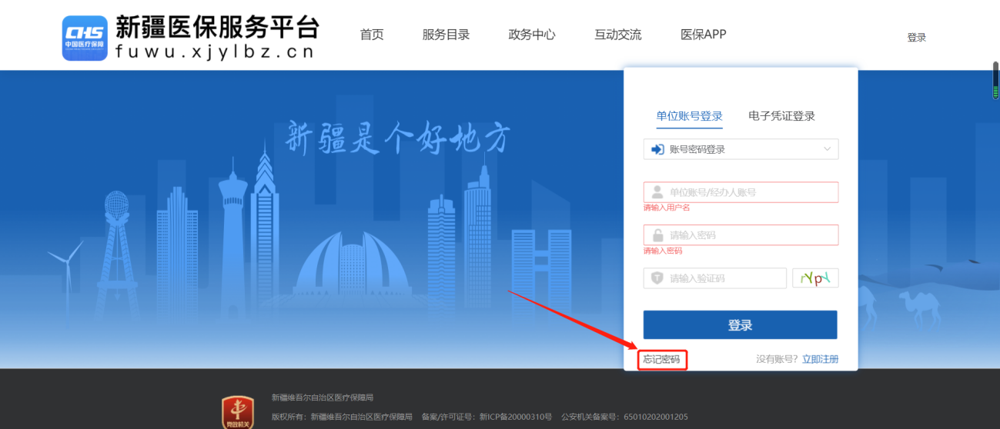 CHS
中国医疗保障
新疆医保服务平台
fuwu.xjylbz.cn
首页 服务目录 政务中心 互动交流 医保APP 登录
新疆是个好地方
单位账号登录 电子凭证登录
账号密码登录
单位账号/经办人账号
请输入用户名
请输入密码
请输入密码
请输入验证码 rYpY
登录
忘记密码 没有账号? 立即注册
新疆维吾尔自治区医疗保障局
版权所有：新疆维吾尔自治区医疗保障局 备案/许可证号：新ICP备20000310号 公安机关备案号：65010202001205
党政机关